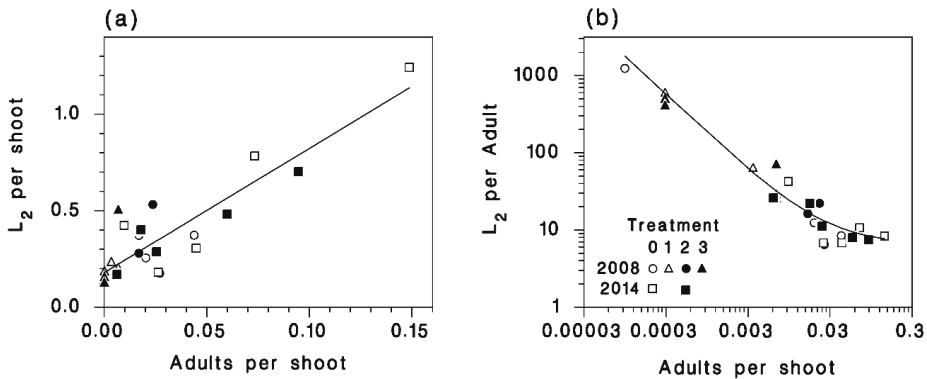 (a)
1.0
0.5
0.0
L2 per shoot
0.00 0.05 0.10 0.15
Adults per shoot
(b)
1000
100
10
1
L2 per Adult
Treatment
0 1 2 3
2008
2014
0.00003 0.0003 0.003 0.03 0.3
Adults per shoot